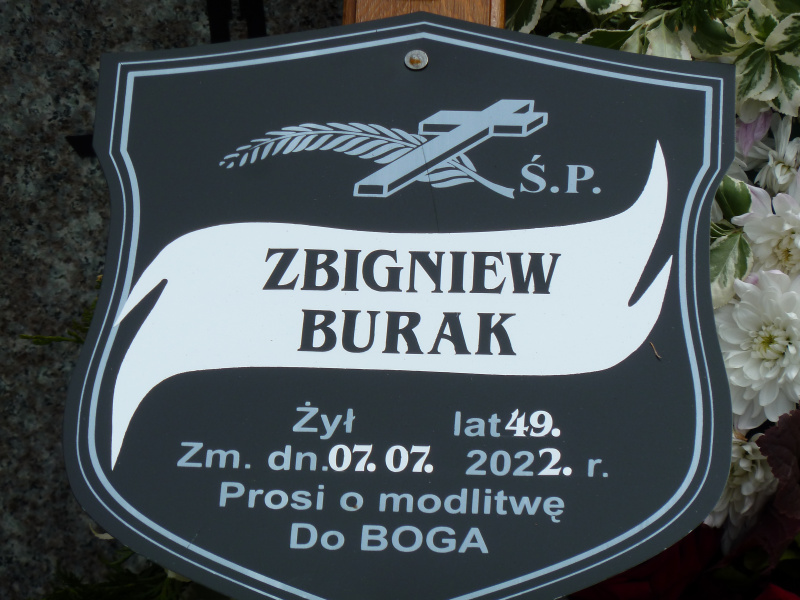 Ś.P.
ZBIGNIEW
BURAK
Żył lat 49.
Zm. dn. 07. 07. 2022. r.
Prosi o modlitwę
Do BOGA